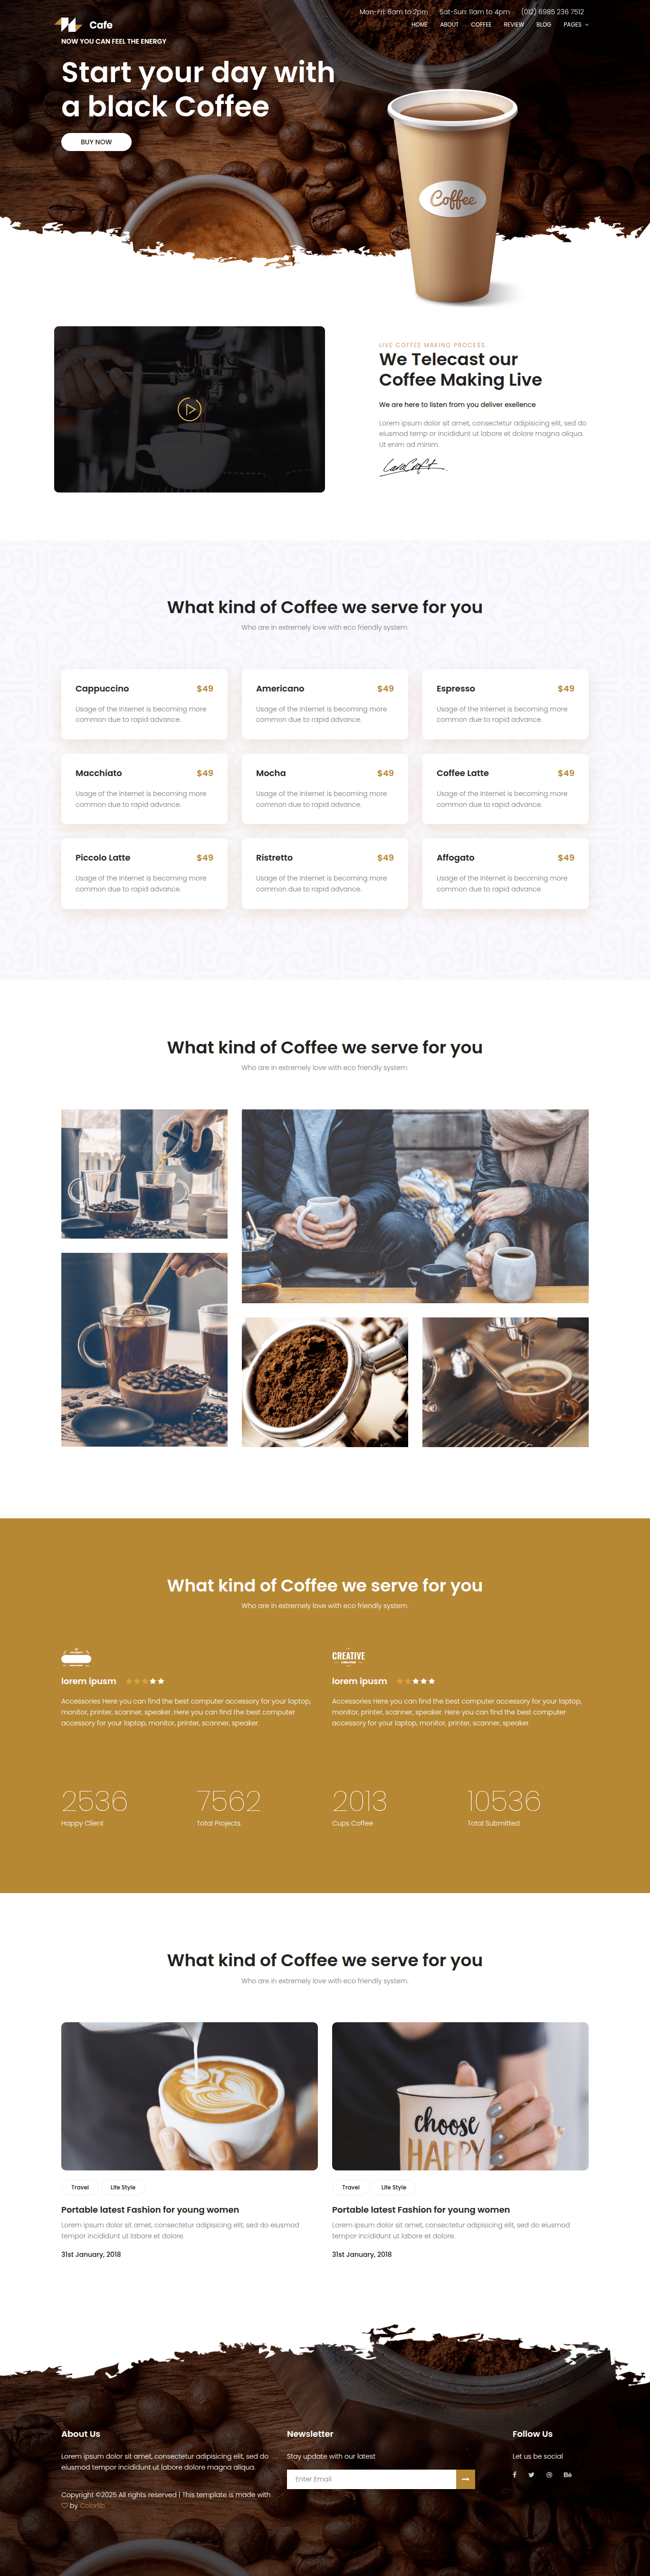 Mon-Fri: 8am to 2pm Sat-Sun: 11am to 4pm (012) 6985 236 7512
Cafe
HOME ABOUT COFFEE REVIEW BLOG PAGES
NOW YOU CAN FEEL THE ENERGY
Start your day with
a black Coffee
BUY NOW
Coffee
LIVE COFFEE MAKING PROCESS.
We Telecast our
Coffee Making Live
We are here to listen from you deliver exellence
Lorem ipsum dolor sit amet, consectetur adipisicing elit, sed do
eiusmod temp or incididunt ut labore et dolore magna aliqua.
Ut enim ad minim.
What kind of Coffee we serve for you
Who are in extremely love with eco friendly system.
Cappuccino $49
Usage of the Internet is becoming more
common due to rapid advance.
Americano $49
Usage of the Internet is becoming more
common due to rapid advance.
Espresso $49
Usage of the Internet is becoming more
common due to rapid advance.
Macchiato $49
Usage of the Internet is becoming more
common due to rapid advance.
Mocha $49
Usage of the Internet is becoming more
common due to rapid advance.
Coffee Latte $49
Usage of the Internet is becoming more
common due to rapid advance.
Piccolo Latte $49
Usage of the Internet is becoming more
common due to rapid advance.
Ristretto $49
Usage of the Internet is becoming more
common due to rapid advance.
Affogato $49
Usage of the Internet is becoming more
common due to rapid advance.
What kind of Coffee we serve for you
Who are in extremely love with eco friendly system.
What kind of Coffee we serve for you
Who are in extremely love with eco friendly system.
lorem ipusm
Accessories Here you can find the best computer accessory for your laptop,
monitor, printer, scanner, speaker. Here you can find the best computer
accessory for your laptop, monitor, printer, scanner, speaker.
CREATIVE
lorem ipusm
Accessories Here you can find the best computer accessory for your laptop,
monitor, printer, scanner, speaker. Here you can find the best computer
accessory for your laptop, monitor, printer, scanner, speaker.
2536
Happy Client
7562
Total Projects
2013
Cups Coffee
10536
Total Submitted
What kind of Coffee we serve for you
Who are in extremely love with eco friendly system.
Travel Life Style
Portable latest Fashion for young women
Lorem ipsum dolor sit amet, consectetur adipisicing elit, sed do eiusmod
tempor incididunt ut labore et dolore.
31st January, 2018
choose
HAPPY
Travel Life Style
Portable latest Fashion for young women
Lorem ipsum dolor sit amet, consectetur adipisicing elit, sed do eiusmod
tempor incididunt ut labore et dolore.
31st January, 2018
About Us
Lorem ipsum dolor sit amet, consectetur adipisicing elit, sed do
eiusmod tempor incididunt ut labore dolore magna aliqua.
Copyright ©2025 All rights reserved | This template is made with
by Colorlib
Newsletter
Stay update with our latest
Enter Email
Follow Us
Let us be social